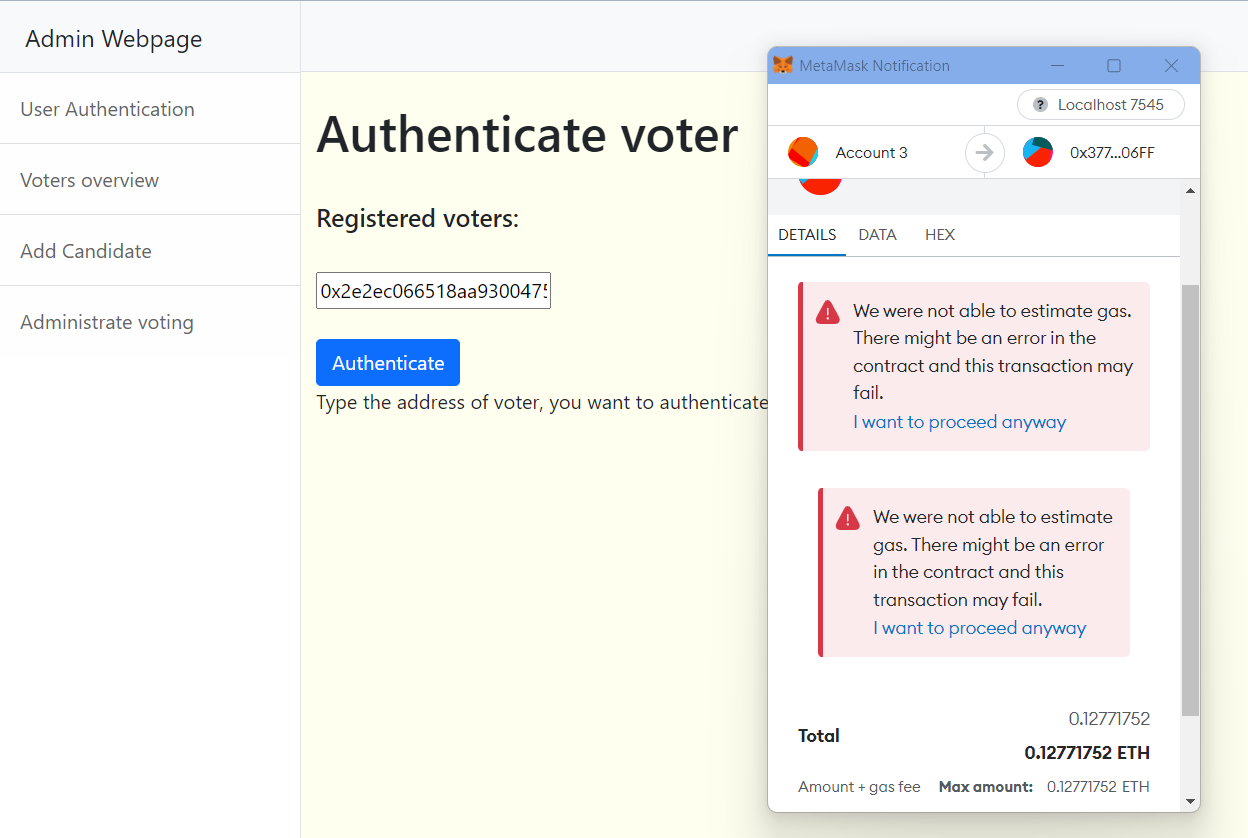 Admin Webpage
User Authentication
Voters overview
Add Candidate
Administrate voting
Authenticate voter
Registered voters:
0x2e2ec066518aa9300475
Authenticate
Type the address of voter, you want to authenticate
MetaMask Notification
? Localhost 7545
Account 3
0x377...06FF
DETAILS DATA HEX
We were not able to estimate gas.
There might be an error in the
contract and this transaction may
fail.
I want to proceed anyway
We were not able to estimate
gas. There might be an error
in the contract and this
transaction may fail.
I want to proceed anyway
0.12771752
Total
0.12771752 ETH
Amount + gas fee Max amount: 0.12771752 ETH